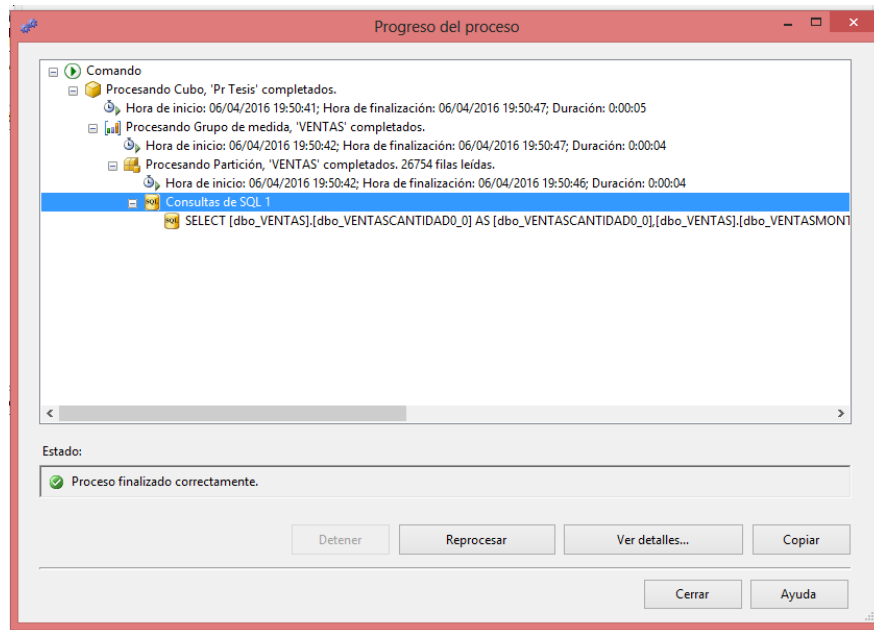 Progreso del proceso
Comando
Procesando Cubo, 'Pr Tesis' completados.
Hora de inicio: 06/04/2016 19:50:41; Hora de finalización: 06/04/2016 19:50:47; Duración: 0:00:05
Procesando Grupo de medida, 'VENTAS' completados.
Hora de inicio: 06/04/2016 19:50:42; Hora de finalización: 06/04/2016 19:50:47; Duración: 0:00:04
Procesando Partición, 'VENTAS' completados. 26754 filas leídas.
Hora de inicio: 06/04/2016 19:50:42; Hora de finalización: 06/04/2016 19:50:46; Duración: 0:00:04
SQL Consultas de SQL 1
SQL SELECT [dbo_VENTAS].[dbo_VENTASCANTIDAD0_0] AS [dbo_VENTASCANTIDAD0_0],[dbo_VENTAS].[dbo_VENTASMONT
Estado:
Proceso finalizado correctamente.
Detener Reprocesar Ver detalles... Copiar
Cerrar Ayuda